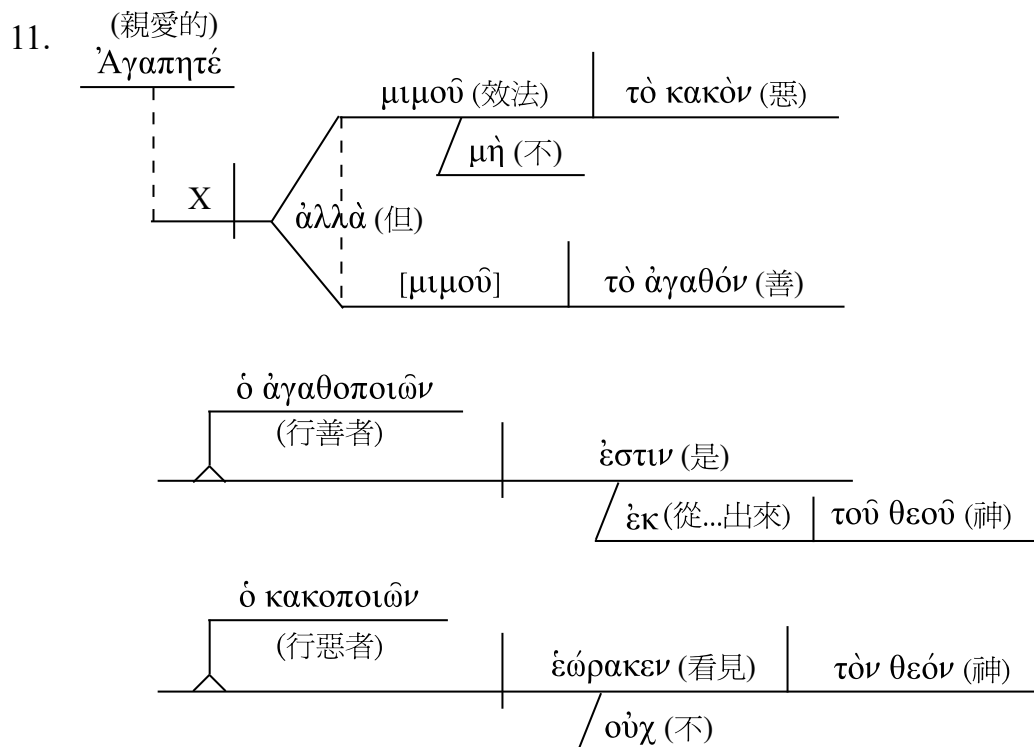 11.
(親愛的)
Ἀγαπητέ
μιμοῦ (效法) τὸ κακὸν (惡)
μὴ (不)
X
ἀλλὰ (但)
[μιμοῦ] τὸ ἀγαθόν (善)
ὁ ἀγαθοποιῶν
(行善者)
ἐστιν (是)
ἐκ (從...出來) τοῦ θεοῦ (神)
ὁ κακοποιῶν
(行惡者)
ἑώρακεν (看見) τὸν θεόν (神)
οὐχ (不)